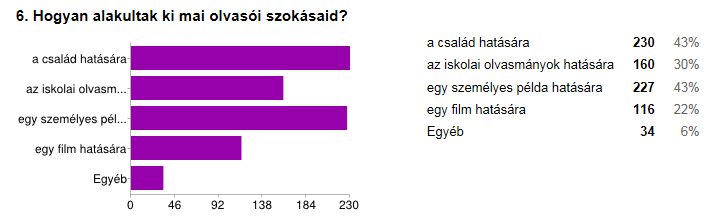 6. Hogyan alakultak ki mai olvasói szokásaid?
a család hatására
az iskolai olvasm...
egy személyes pél...
egy film hatására
Egyéb
0 46 92 138 184 230
a család hatására 230 43%
az iskolai olvasmányok hatására 160 30%
egy személyes példa hatására 227 43%
egy film hatására 116 22%
Egyéb 34 6%